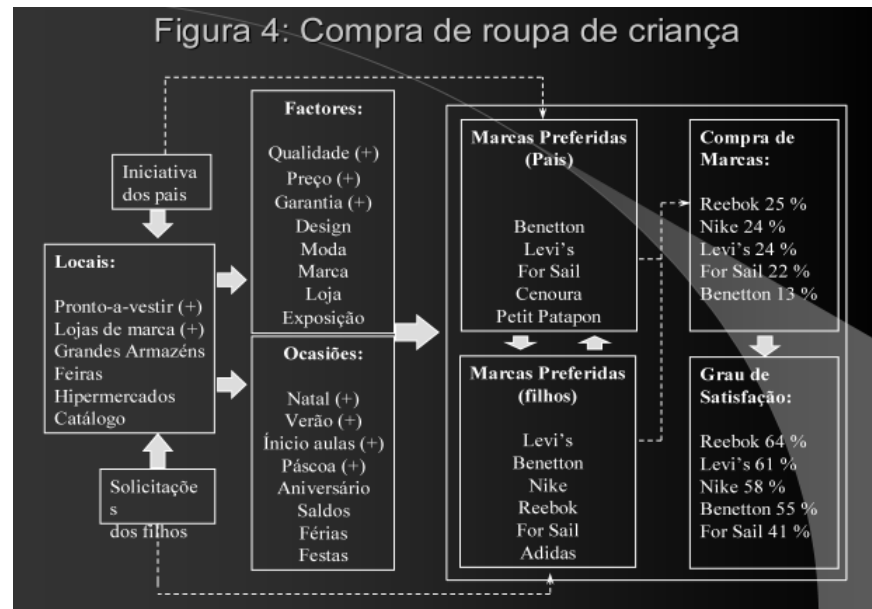 Figura 4: Compra de roupa de criança
Iniciativa
dos pais
Locais:
Pronto-a-vestir (+)
Lojas de marca (+)
Grandes Armazéns
Feiras
Hipermercados
Catálogo
Solicitaçõe
s
dos filhos
Factores:
Qualidade (+)
Preço (+)
Garantia (+)
Design
Moda
Marca
Loja
Exposição
Ocasiões:
Natal (+)
Verão (+)
Ínicio aulas (+)
Páscoa (+)
Aniversário
Saldos
Férias
Festas
Marcas Preferidas
(Pais)
Benetton
Levi's
For Sail
Cenoura
Petit Patapon
Marcas Preferidas
(filhos)
Levi's
Benetton
Nike
Reebok
For Sail
Adidas
Compra de
Marcas:
Reebok 25 %
Nike 24 %
Levi's 24 %
For Sail 22 %
Benetton 13 %
Grau de
Satisfação:
Reebok 64 %
Levi's 61 %
Nike 58 %
Benetton 55 %
For Sail 41 %